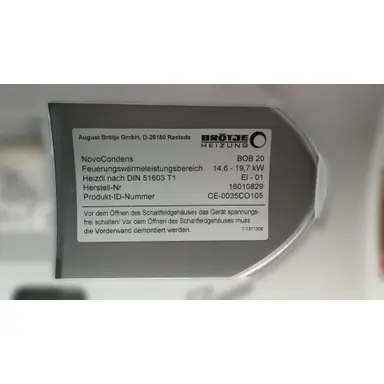 August Brötje GmbH, D-26180 Rastede
BRÖTJE
HEIZUNG
NovoCondens BOB 20
Feuerungswärmeleistungsbereich 14,6 - 19,7 kW
Heizöl nach DIN 51603 T1 El - 01
Herstell-Nr. 16010829
Produkt-ID-Nummer CE-0035CO105
Vor dem Öffnen des Schaltfeldgehäuses das Gerät spannungs-
frei schalten! Vor dem Öffnen des Schaltfeldgehäuses muss
die Vorderwand demontiert werden.